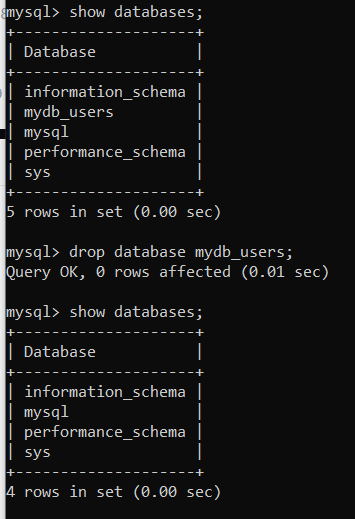 mysql> show databases;
+--------------------+
| Database           |
+--------------------+
| information_schema |
| mydb_users         |
| mysql              |
| performance_schema |
| sys                |
+--------------------+
5 rows in set (0.00 sec)
mysql> drop database mydb_users;
Query OK, 0 rows affected (0.01 sec)
mysql> show databases;
+--------------------+
| Database           |
+--------------------+
| information_schema |
| mysql              |
| performance_schema |
| sys                |
+--------------------+
4 rows in set (0.00 sec)